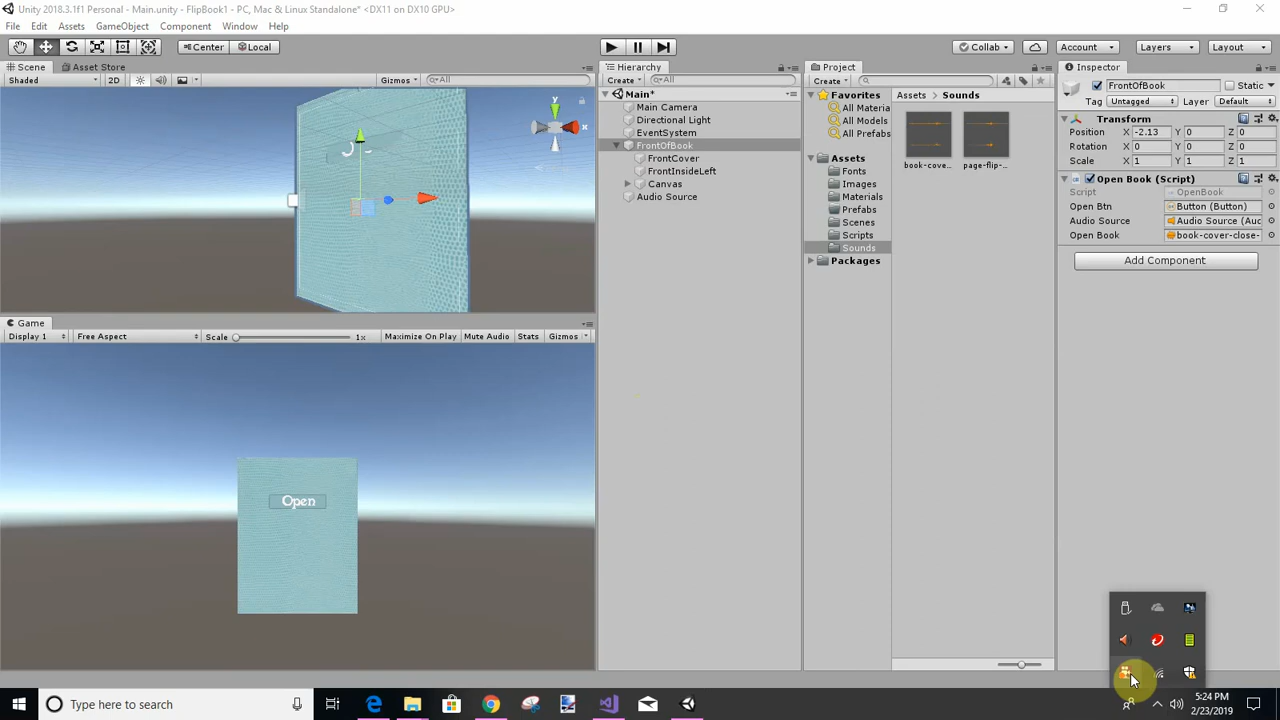 Unity 2018.3.1f1 Personal - Main.unity - FlipBook1 - PC, Mac & Linux Standalone* <DX11 on DX10 GPU>
File Edit Assets GameObject Component Window Help
Center Local Collab Account Layers Layout
Scene Asset Store
Shaded 2D Gizmos All
y
x
Game
Display 1 Free Aspect Scale 1x Maximize On Play Mute Audio Stats Gizmos
Open
Hierarchy
Create All
Main*
Main Camera
Directional Light
EventSystem
FrontOfBook
FrontCover
FrontInsideLeft
Canvas
Audio Source
Project
Create
Favorites
All Materia
All Models
All Prefabs
Assets
Fonts
Images
Materials
Prefabs
Scenes
Scripts
Sounds
Packages
Assets Sounds
book-cove... page-flip-...
Inspector
FrontOfBook Static
Tag Untagged Layer Default
Transform
Position X -2.13 Y 0 Z 0
Rotation X 0 Y 0 Z 0
Scale X 1 Y 1 Z 1
Open Book (Script)
Script OpenBook
Open Btn Button (Button)
Audio Source Audio Source (Auc
Open Book book-cover-close-
Add Component
Type here to search
5:24 PM
2/23/2019